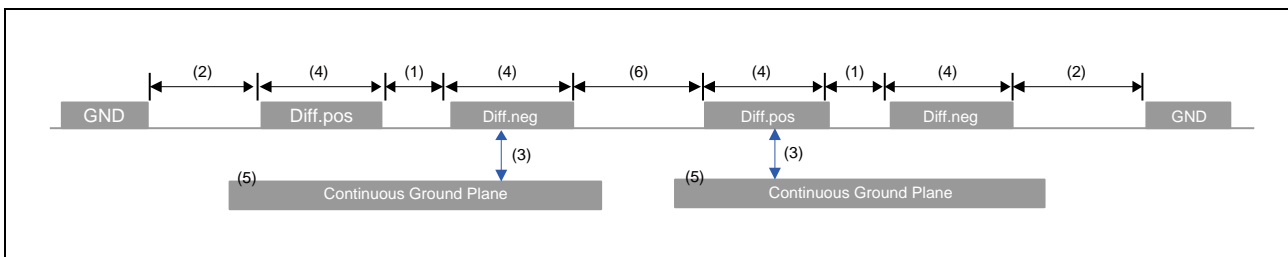 (2) (4) (1) (4) (6) (4) (1) (4) (2)
GND Diff.pos Diff.neg Diff.pos Diff.neg GND
(3) (3)
(5) Continuous Ground Plane (5) Continuous Ground Plane